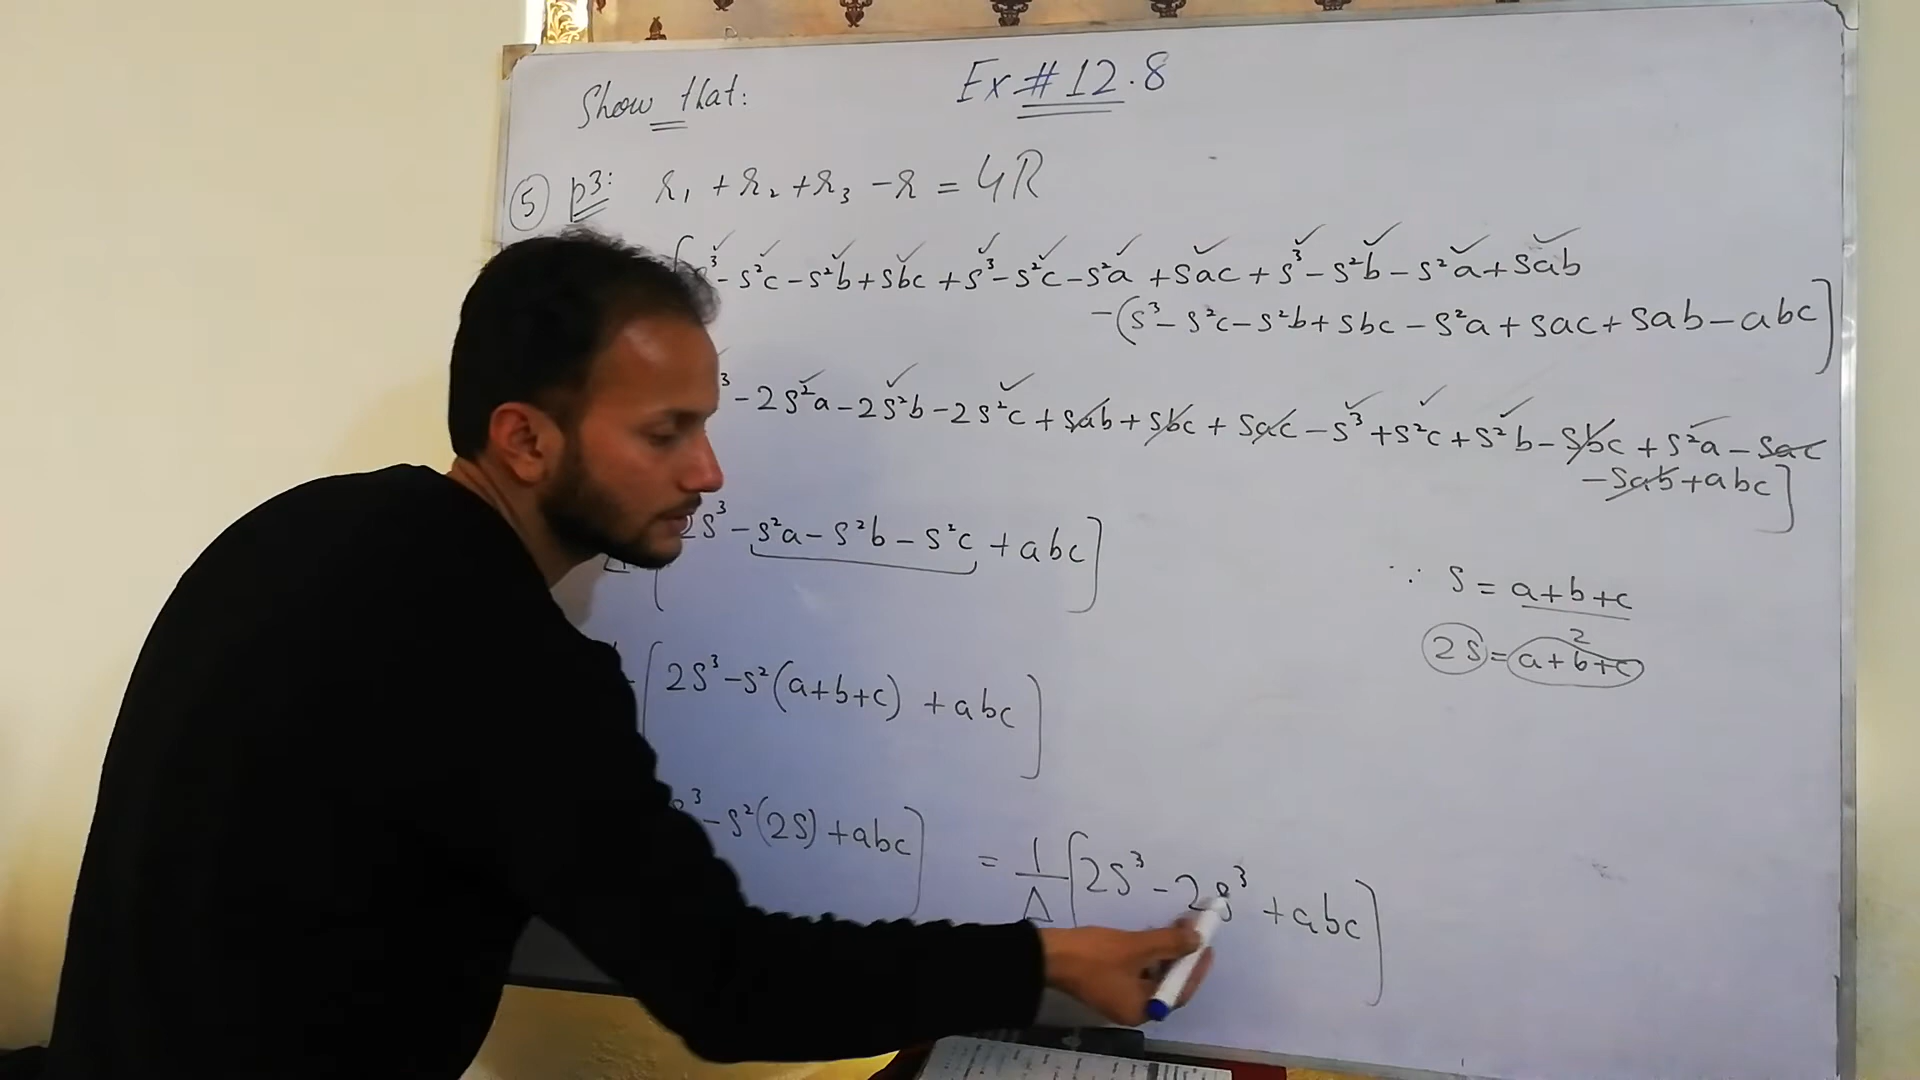 Show that:
Ex # 12.8
(5) p3: r₁ + r₂ + r₃ - r = 4R
[ ³ - s²c - s²b + sbc + s³ - s²c - s²a + sac + s³ - s²b - s²a + sab
-(s³ - s²c - s²b + sbc - s²a + sac + sab - abc]
³ - 2s²a - 2s²b - 2s²c + sab + sbc + sac - s³ + s²c + s²b - sbc + s²a - sac
- sab + abc]
[2s³ - s²a - s²b - s²c + abc]
∵ s = a+b+c
2
2s = a+b+c
[2s³ - s²(a+b+c) + abc]
³ - s²(2s) + abc] = 1/Δ [2s³ - 2s³ + abc]